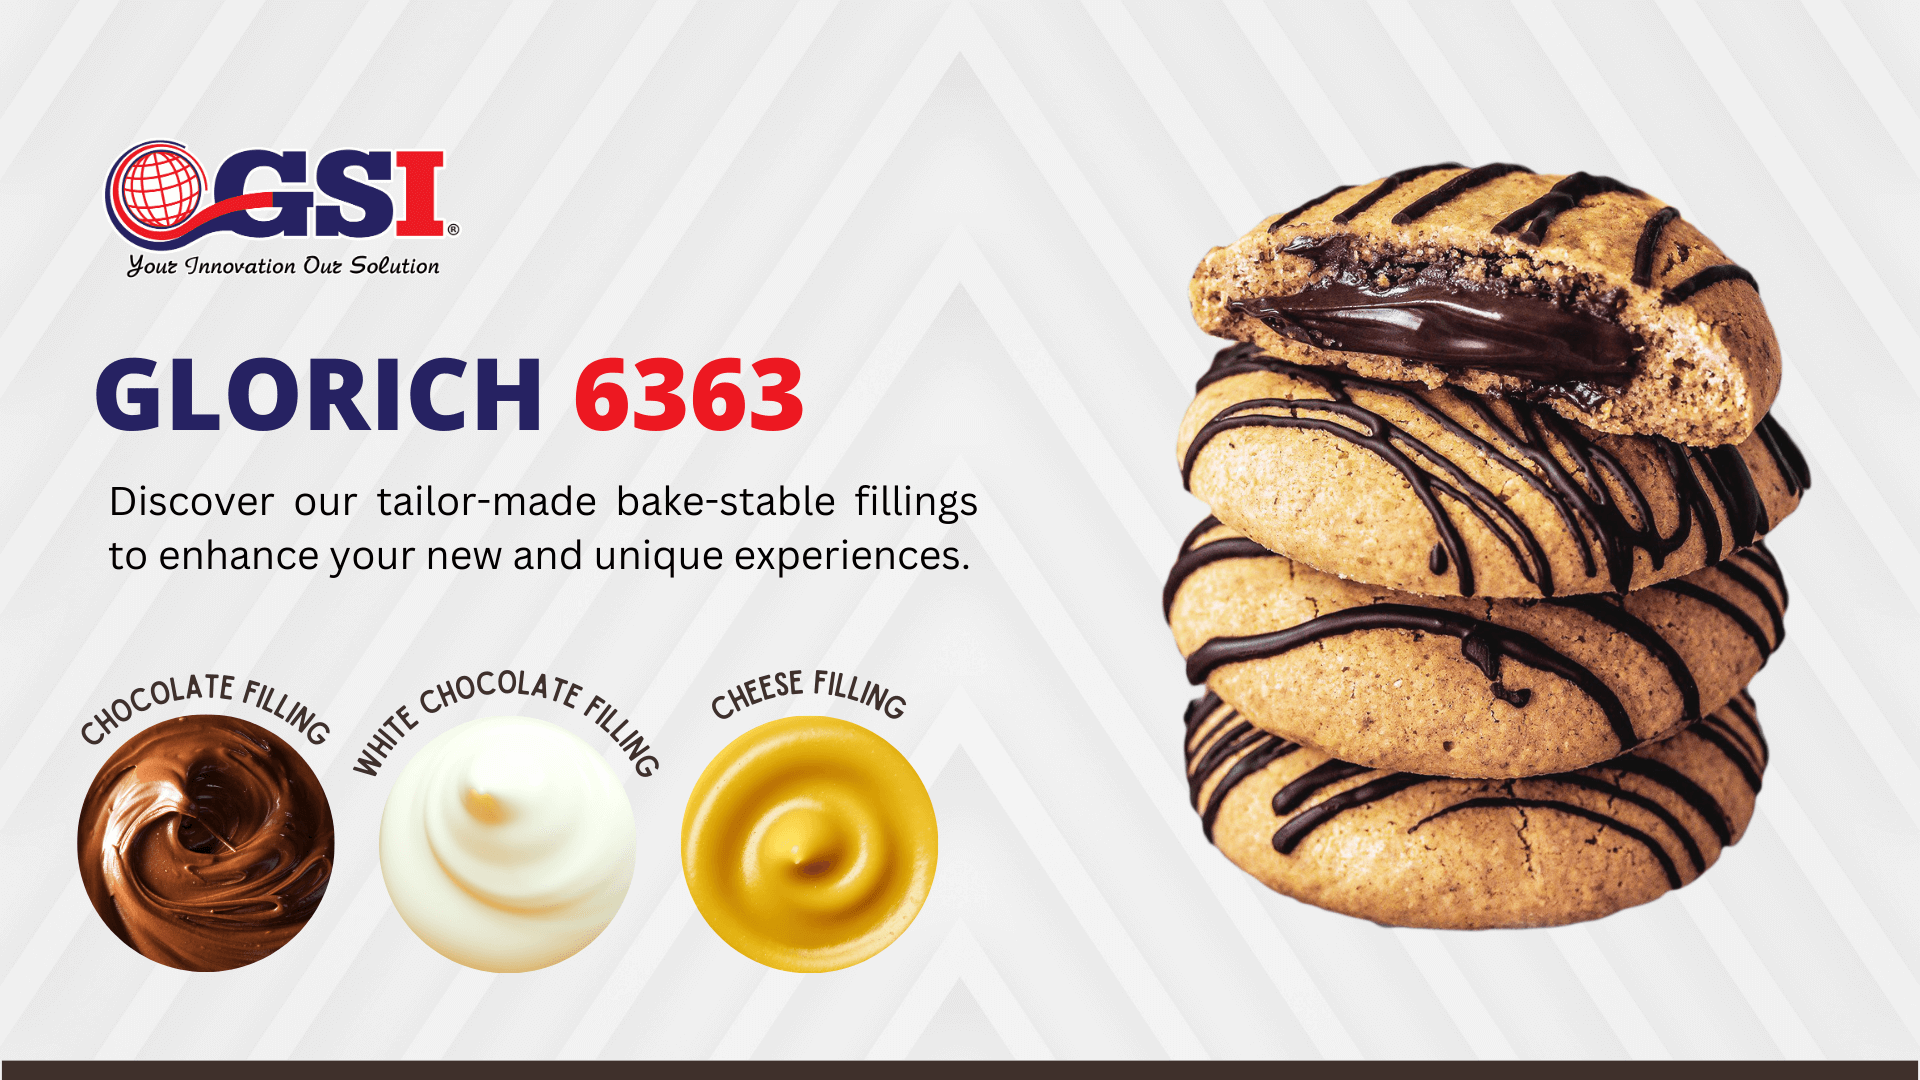 GSI®
Your Innovation Our Solution
GLORICH 6363
Discover our tailor-made bake-stable fillings
to enhance your new and unique experiences.
CHOCOLATE FILLING
WHITE CHOCOLATE FILLING
CHEESE FILLING